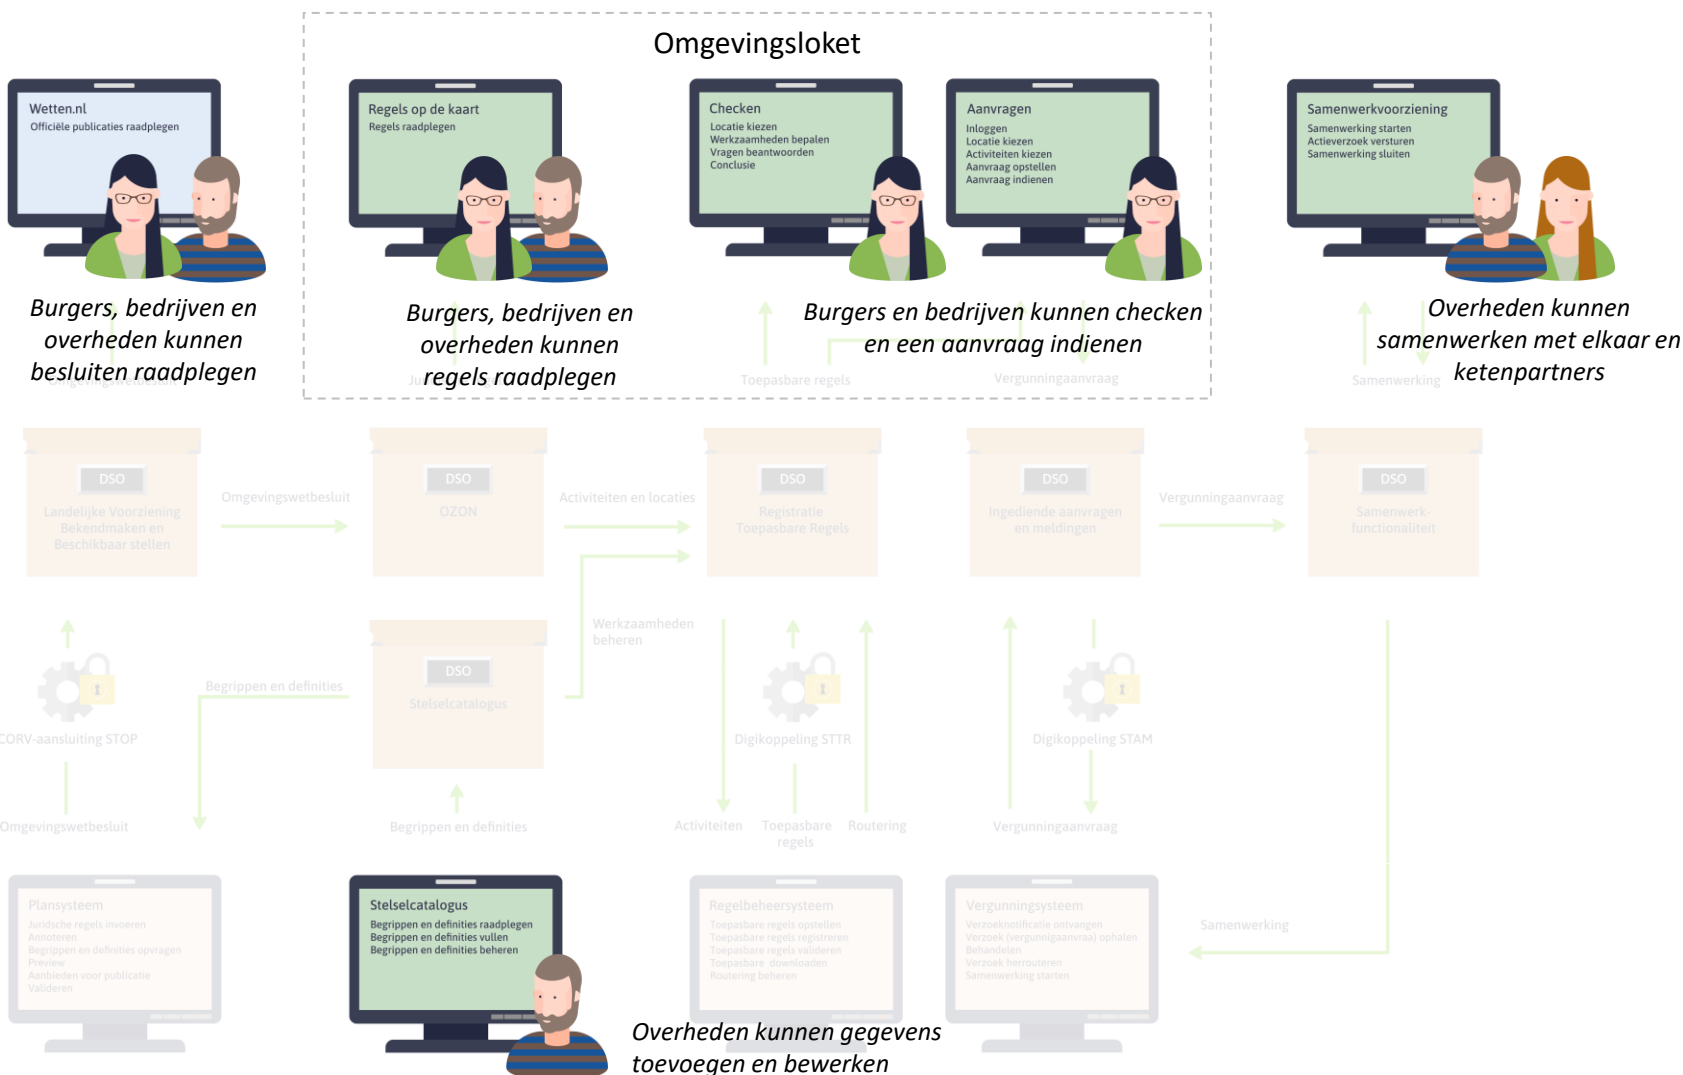 Omgevingsloket
Wetten.nl
Officiële publicaties raadplegen
Regels op de kaart
Regels raadplegen
Checken
Locatie kiezen
Werkzaamheden bepalen
Vragen beantwoorden
Conclusie
Aanvragen
Inloggen
Locatie kiezen
Activiteiten kiezen
Aanvraag opstellen
Aanvraag indienen
Samenwerkvoorziening
Samenwerking starten
Actieverzoek versturen
Samenwerking sluiten
Burgers, bedrijven en
overheden kunnen
besluiten raadplegen
Burgers, bedrijven en
overheden kunnen
regels raadplegen
Burgers en bedrijven kunnen checken
en een aanvraag indienen
Overheden kunnen
samenwerken met elkaar en
ketenpartners
Omgevingswetbesluit
Toepasbare regels
Vergunningaanvraag
Samenwerking
DSO
Landelijke Voorziening
Bekendmaken en
Beschikbaar stellen
Omgevingswetbesluit
DSO
OZON
Activiteiten en locaties
DSO
Registratie
Toepasbare Regels
DSO
Ingediende aanvragen
en meldingen
Vergunningaanvraag
DSO
Samenwerk-
functionaliteit
Werkzaamheden
beheren
DSO
Stelselcatalogus
Begrippen en definities
CORV-aansluiting STOP
Digikoppeling STTR
Digikoppeling STAM
Omgevingswetbesluit
Begrippen en definities
Activiteiten
Toepasbare
regels
Routering
Vergunningaanvraag
Plansysteem
Juridsche regels invoeren
Annoteren
Begrippen en definities opvragen
Preview
Aanbieden voor publicatie
Valideren
Stelselcatalogus
Begrippen en definities raadplegen
Begrippen en definities vullen
Begrippen en definities beheren
Regelbeheersysteem
Toepasbare regels opstellen
Toepasbare regels registreren
Toepasbare regels valideren
Toepasbare downloaden
Routering beheren
Vergunningsysteem
Verzoeknotificatie ontvangen
Verzoek (vergunnigaanvraa) ophalen
Behandelen
Verzoek herrouteren
Samenwerking starten
Samenwerking
Overheden kunnen gegevens
toevoegen en bewerken